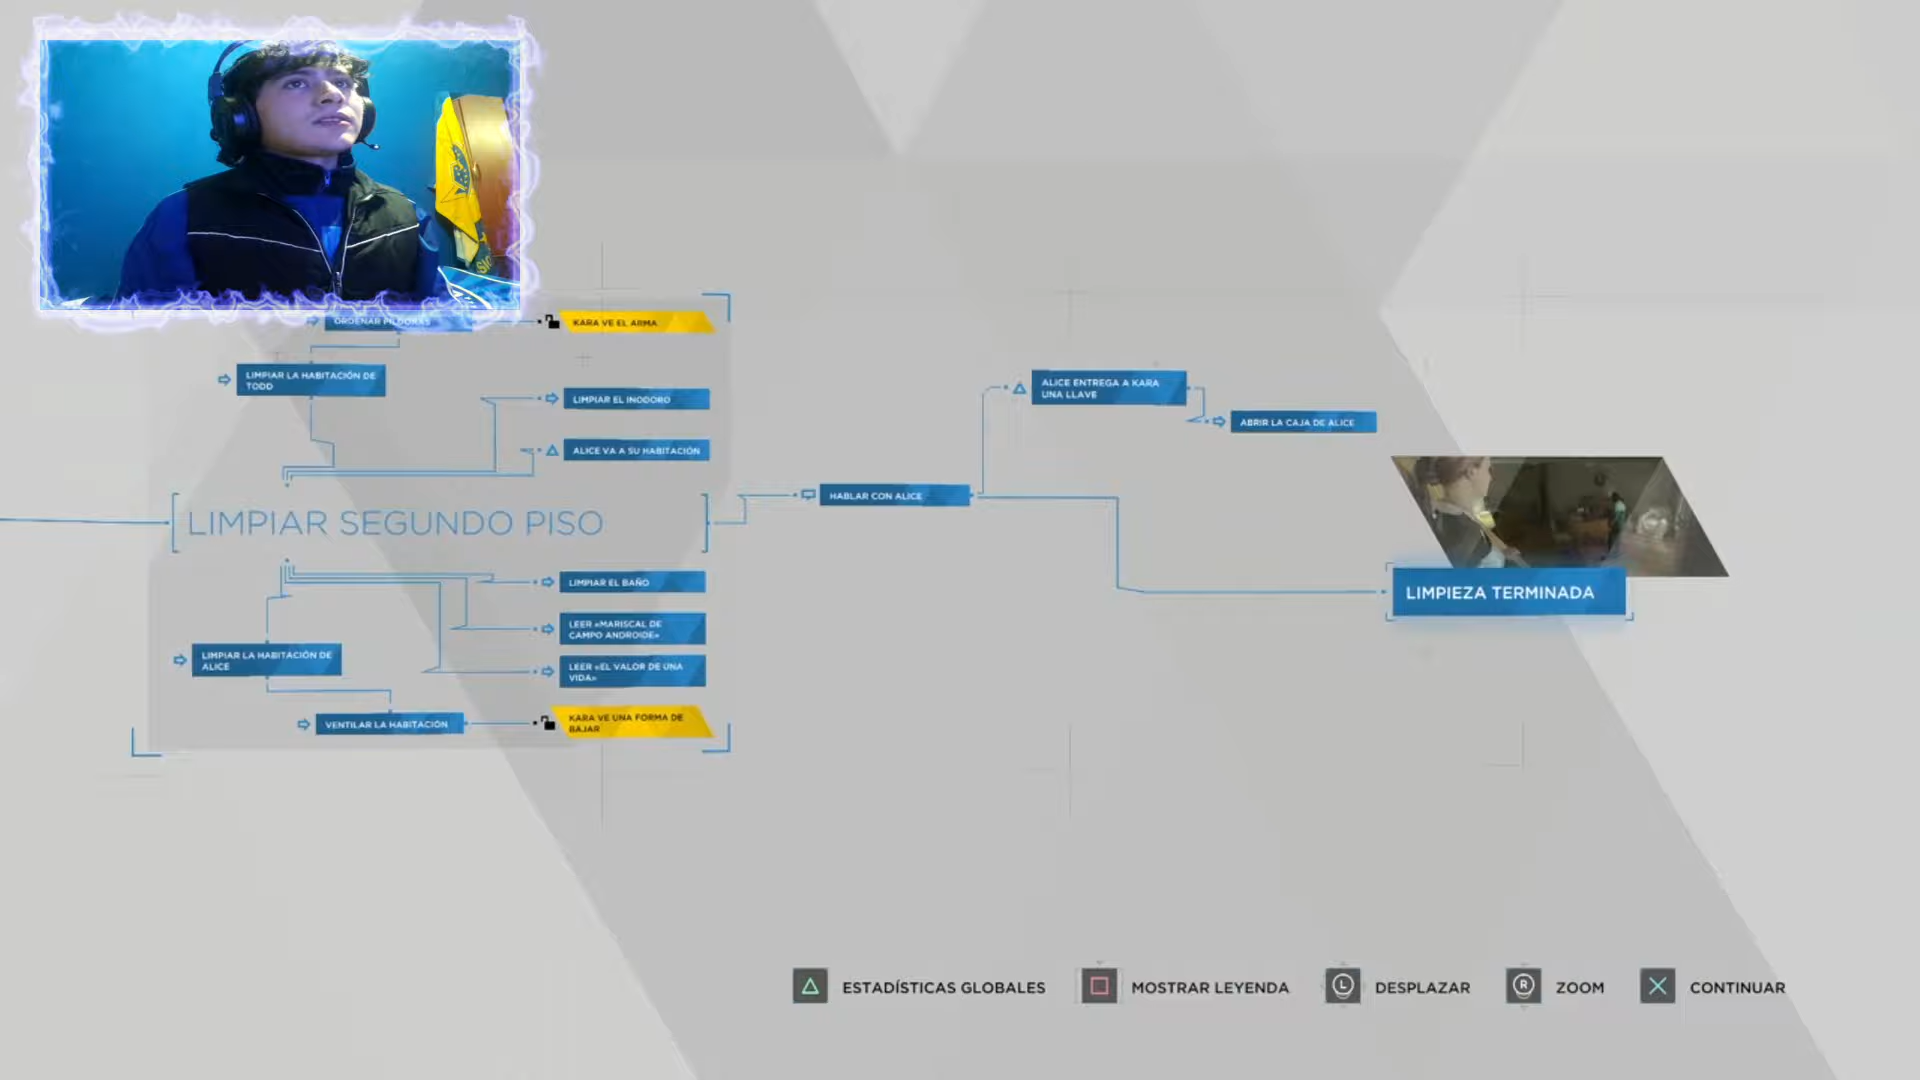 ORDENAR PÍLDORAS
KARA VE EL ARMA
LIMPIAR LA HABITACIÓN DE
TODD
LIMPIAR EL INODORO
ALICE VA A SU HABITACIÓN
ALICE ENTREGA A KARA
UNA LLAVE
ABRIR LA CAJA DE ALICE
HABLAR CON ALICE
LIMPIAR SEGUNDO PISO
LIMPIAR EL BAÑO
LEER «MARISCAL DE
CAMPO ANDROIDE»
LEER «EL VALOR DE UNA
VIDA»
LIMPIAR LA HABITACIÓN DE
ALICE
VENTILAR LA HABITACIÓN
KARA VE UNA FORMA DE
BAJAR
LIMPIEZA TERMINADA
ESTADÍSTICAS GLOBALES
MOSTRAR LEYENDA
L
DESPLAZAR
R
ZOOM
CONTINUAR